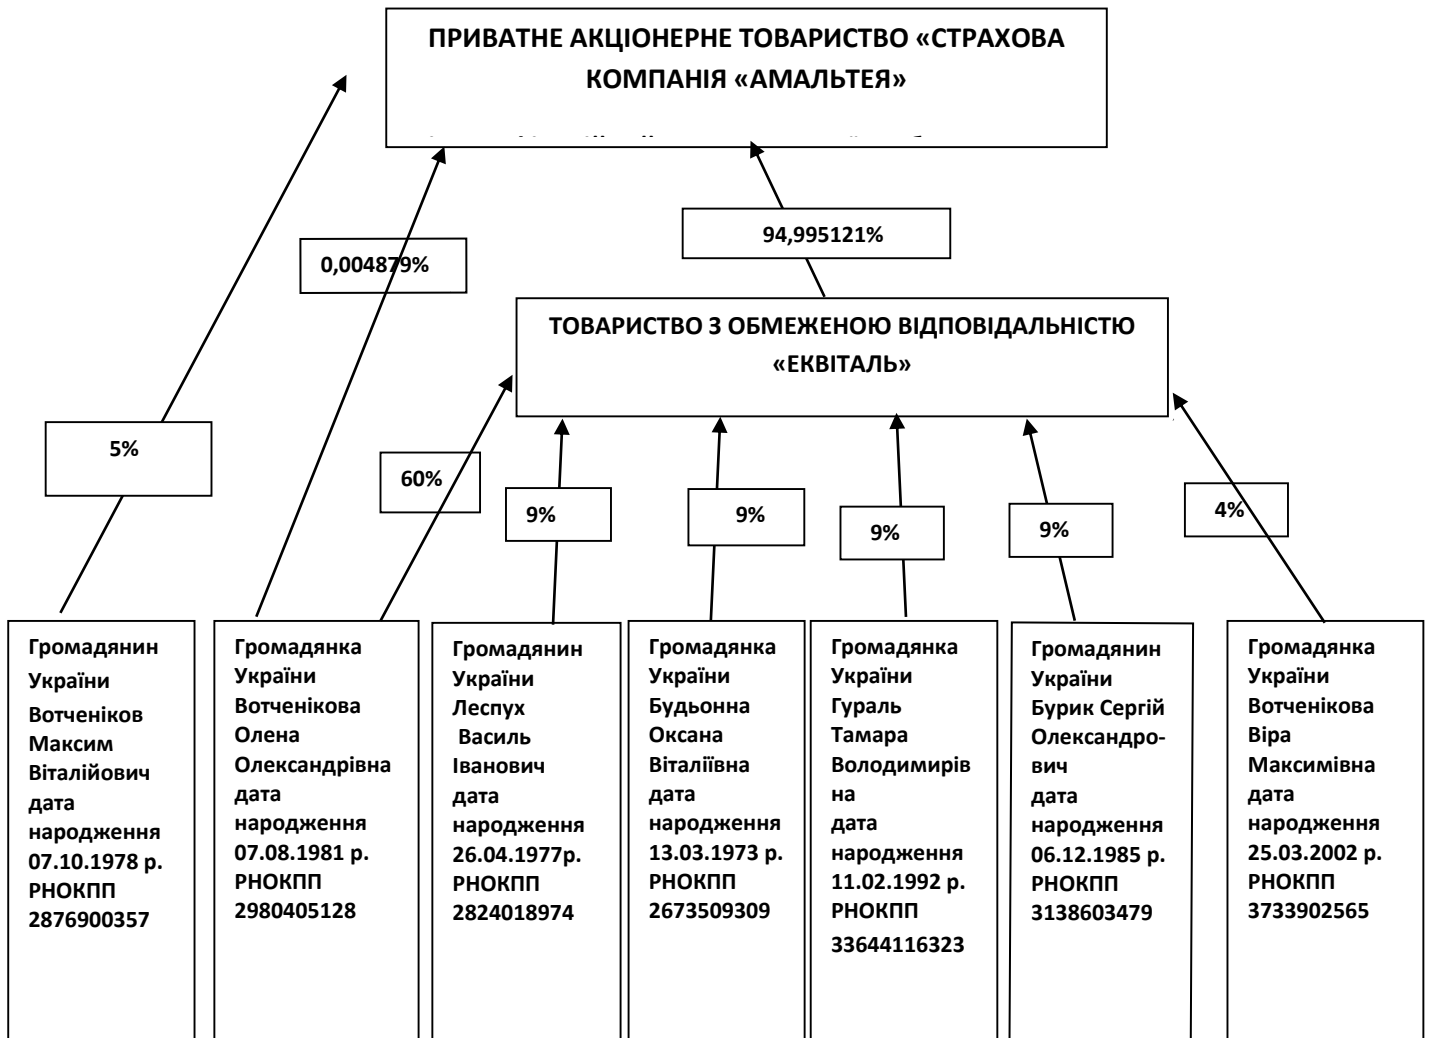 ПРИВАТНЕ АКЦІОНЕРНЕ ТОВАРИСТВО «СТРАХОВА
КОМПАНІЯ «АМАЛЬТЕЯ»
94,995121%
0,004879%
ТОВАРИСТВО З ОБМЕЖЕНОЮ ВІДПОВІДАЛЬНІСТЮ
«ЕКВІТАЛЬ»
5%
60%
9%
9%
9%
9%
4%
Громадянин
України
Вотченіков
Максим
Віталійович
дата
народження
07.10.1978 р.
РНОКПП
2876900357
Громадянка
України
Вотченікова
Олена
Олександрівна
дата
народження
07.08.1981 р.
РНОКПП
2980405128
Громадянин
України
Леспух
Василь
Іванович
дата
народження
26.04.1977р.
РНОКПП
2824018974
Громадянка
України
Будьонна
Оксана
Віталіївна
дата
народження
13.03.1973 р.
РНОКПП
2673509309
Громадянка
України
Гураль
Тамара
Володимирів
на
дата
народження
11.02.1992 р.
РНОКПП
33644116323
Громадянин
України
Бурик Сергій
Олександро-
вич
дата
народження
06.12.1985 р.
РНОКПП
3138603479
Громадянка
України
Вотченікова
Віра
Максимівна
дата
народження
25.03.2002 р.
РНОКПП
3733902565